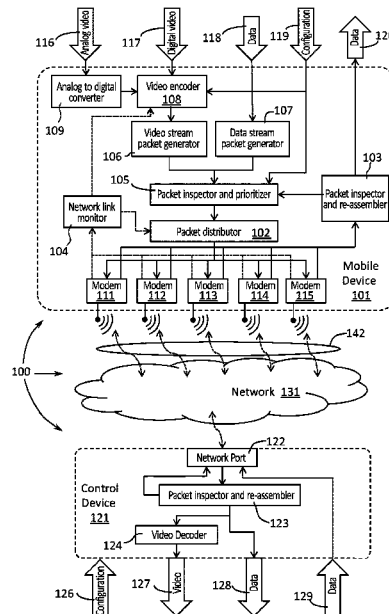 116
Analog video
117
Digital video
118
Data
119
Configuration
Data
120
Analog to digital
converter
109
Video encoder
108
107
Video stream
packet generator
106
Data stream
packet generator
103
105
Packet inspector and prioritizer
Packet inspector
and re-assembler
Network link
monitor
104
Packet distributor 102
Modem
111
Modem
112
Modem
113
Modem
114
Modem
115
Mobile
Device
101
142
100
Network 131
122
Network Port
Control
Device
121
Packet inspector and re-assembler
123
124
Video Decoder
126
Configuration
127
Video
128
Data
129
Data